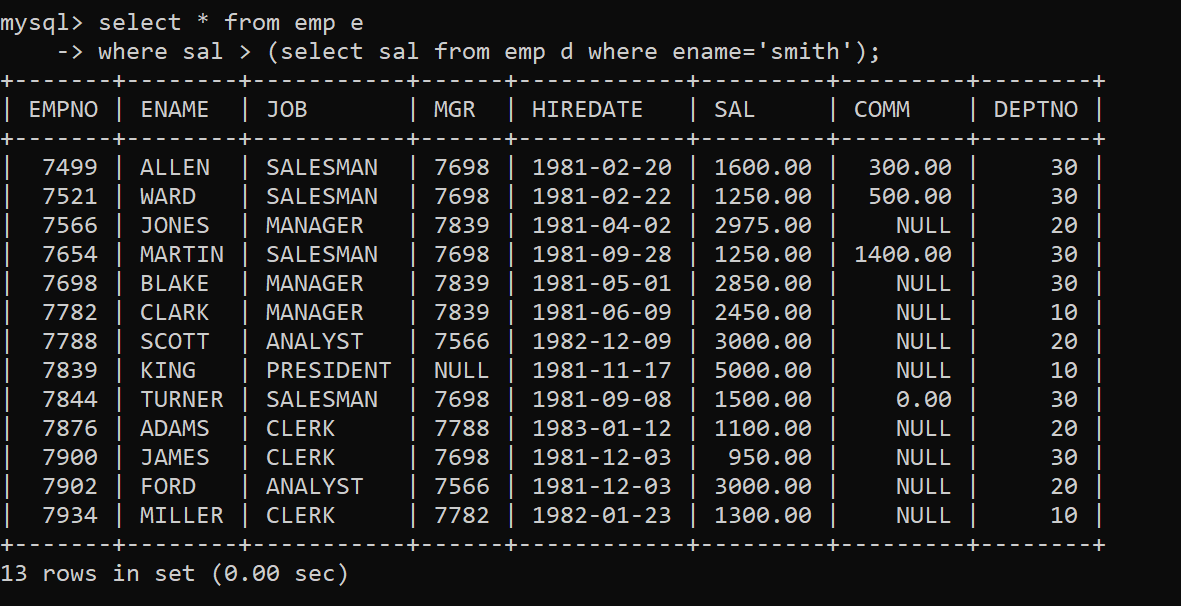 mysql> select * from emp e
    -> where sal > (select sal from emp d where ename='smith');
+-------+--------+-----------+------+------------+---------+---------+--------+
| EMPNO | ENAME  | JOB       | MGR  | HIREDATE   | SAL     | COMM    | DEPTNO |
+-------+--------+-----------+------+------------+---------+---------+--------+
|  7499 | ALLEN  | SALESMAN  | 7698 | 1981-02-20 | 1600.00 |  300.00 |     30 |
|  7521 | WARD   | SALESMAN  | 7698 | 1981-02-22 | 1250.00 |  500.00 |     30 |
|  7566 | JONES  | MANAGER   | 7839 | 1981-04-02 | 2975.00 |    NULL |     20 |
|  7654 | MARTIN | SALESMAN  | 7698 | 1981-09-28 | 1250.00 | 1400.00 |     30 |
|  7698 | BLAKE  | MANAGER   | 7839 | 1981-05-01 | 2850.00 |    NULL |     30 |
|  7782 | CLARK  | MANAGER   | 7839 | 1981-06-09 | 2450.00 |    NULL |     10 |
|  7788 | SCOTT  | ANALYST   | 7566 | 1982-12-09 | 3000.00 |    NULL |     20 |
|  7839 | KING   | PRESIDENT | NULL | 1981-11-17 | 5000.00 |    NULL |     10 |
|  7844 | TURNER | SALESMAN  | 7698 | 1981-09-08 | 1500.00 |    0.00 |     30 |
|  7876 | ADAMS  | CLERK     | 7788 | 1983-01-12 | 1100.00 |    NULL |     20 |
|  7900 | JAMES  | CLERK     | 7698 | 1981-12-03 |  950.00 |    NULL |     30 |
|  7902 | FORD   | ANALYST   | 7566 | 1981-12-03 | 3000.00 |    NULL |     20 |
|  7934 | MILLER | CLERK     | 7782 | 1982-01-23 | 1300.00 |    NULL |     10 |
+-------+--------+-----------+------+------------+---------+---------+--------+
13 rows in set (0.00 sec)